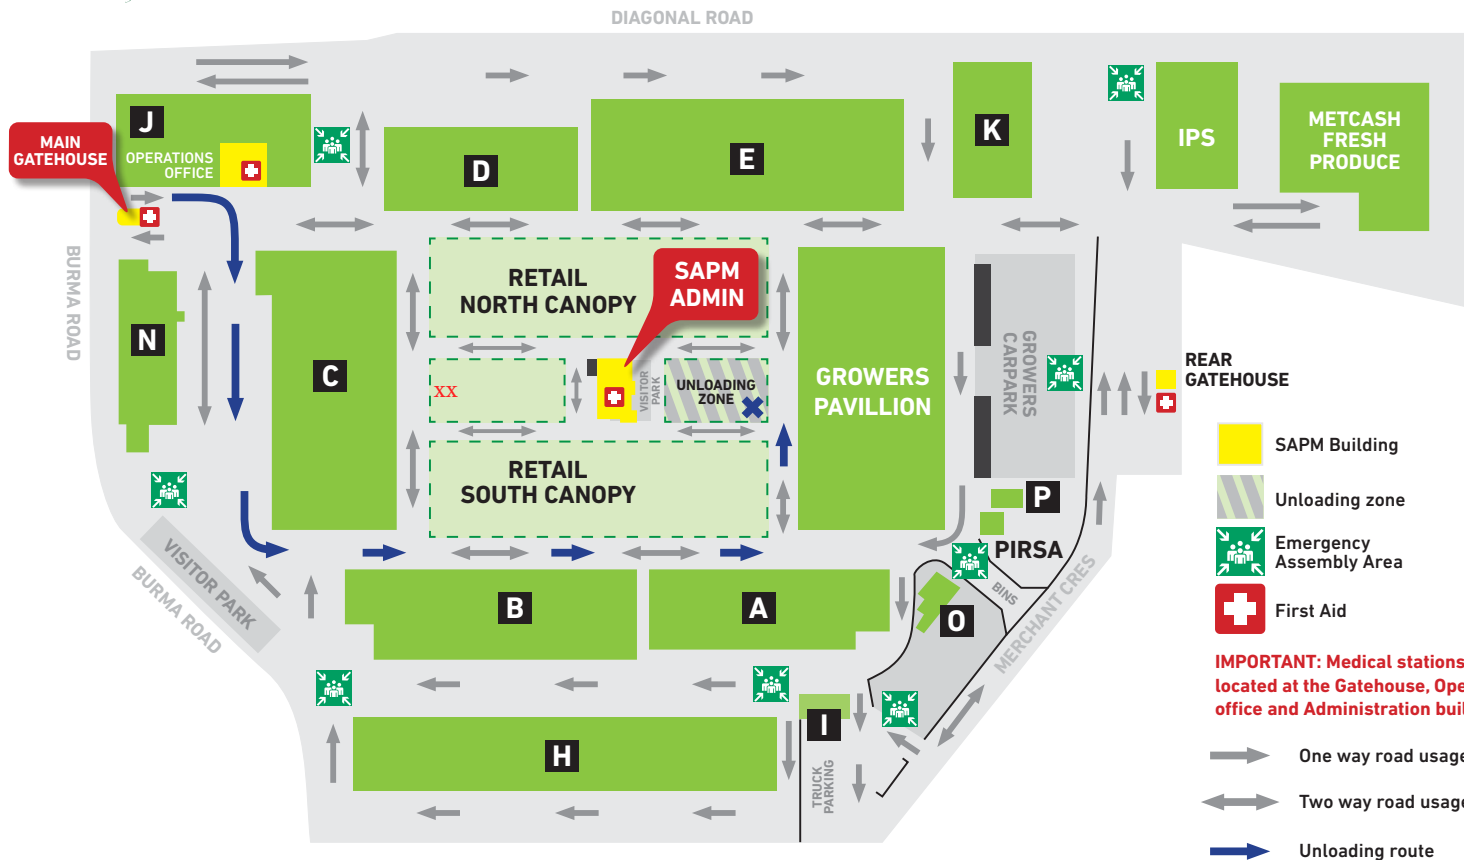 DIAGONAL ROAD
J
MAIN
GATEHOUSE
OPERATIONS
OFFICE
D
E
K
IPS
METCASH
FRESH
PRODUCE
BURMA ROAD
N
C
RETAIL
NORTH CANOPY
SAPM
ADMIN
xx
VISITOR
PARK
UNLOADING
ZONE
GROWERS
PAVILLION
GROWERS
CARPARK
REAR
GATEHOUSE
RETAIL
SOUTH CANOPY
P
PIRSA
BINS
MERCHANT CRES
VISITOR PARK
BURMA ROAD
B
A
O
I
H
TRUCK
PARKING
SAPM Building
Unloading zone
Emergency
Assembly Area
First Aid
IMPORTANT: Medical stations
located at the Gatehouse, Ope
office and Administration buil
One way road usage
Two way road usage
Unloading route